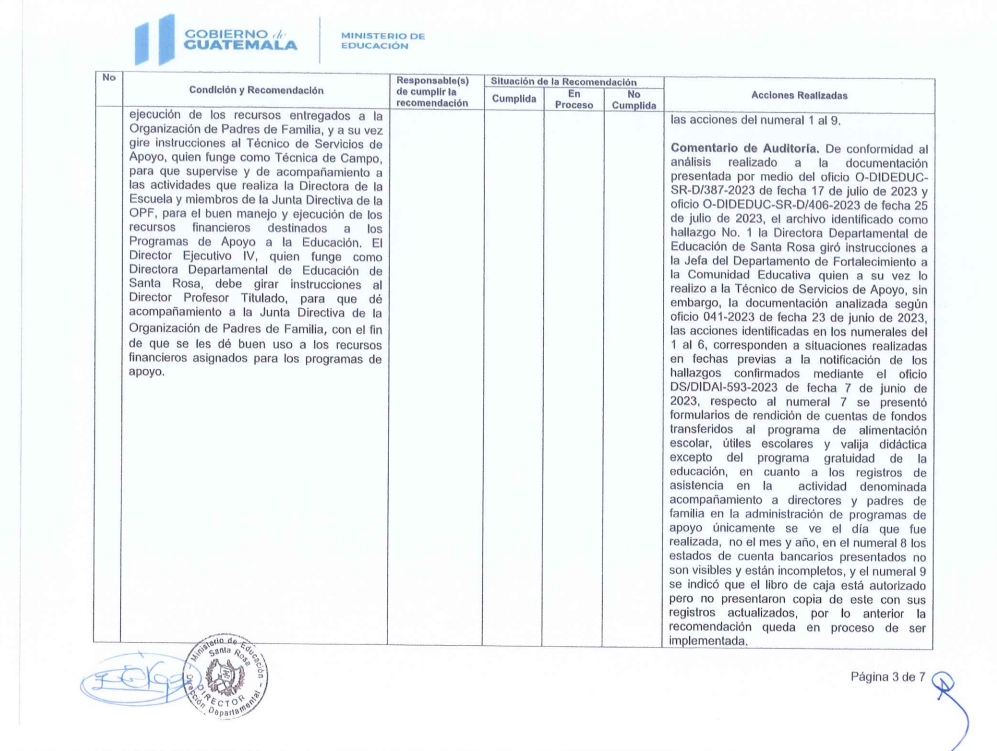 GOBIERNO de
GUATEMALA
MINISTERIO DE
EDUCACIÓN
No
Condición y Recomendación
Responsable(s)
de cumplir la
recomendación
Situación de la Recomendación
Cumplida
En
Proceso
No
Cumplida
Acciones Realizadas
ejecución de los recursos entregados a la
Organización de Padres de Familia, y a su vez
gire instrucciones al Técnico de Servicios de
Apoyo, quien funge como Técnica de Campo,
para que supervise y de acompañamiento a
las actividades que realiza la Directora de la
Escuela y miembros de la Junta Directiva de la
OPF, para el buen manejo y ejecución de los
recursos financieros destinados a los
Programas de Apoyo a la Educación. El
Director Ejecutivo IV, quien funge como
Directora Departamental de Educación de
Santa Rosa, debe girar instrucciones al
Director Profesor Titulado, para que dé
acompañamiento a la Junta Directiva de la
Organización de Padres de Familia, con el fin
de que se les dé buen uso a los recursos
financieros asignados para los programas de
apoyo.
las acciones del numeral 1 al 9.
Comentario de Auditoría. De conformidad al
análisis realizado a la documentación
presentada por medio del oficio O-DIDEDUC-
SR-D/387-2023 de fecha 17 de julio de 2023 y
oficio O-DIDEDUC-SR-D/406-2023 de fecha 25
de julio de 2023, el archivo identificado como
hallazgo No. 1 la Directora Departamental de
Educación de Santa Rosa giró instrucciones a
la Jefa del Departamento de Fortalecimiento a
la Comunidad Educativa quien a su vez lo
realizo a la Técnico de Servicios de Apoyo, sin
embargo, la documentación analizada según
oficio 041-2023 de fecha 23 de junio de 2023,
las acciones identificadas en los numerales del
1 al 6, corresponden a situaciones realizadas
en fechas previas a la notificación de los
hallazgos confirmados mediante el oficio
DS/DIDAI-593-2023 de fecha 7 de junio de
2023, respecto al numeral 7 se presentó
formularios de rendición de cuentas de fondos
transferidos al programa de alimentación
escolar, útiles escolares y valija didáctica
excepto del programa gratuidad de la
educación, en cuanto a los registros de
asistencia en la actividad denominada
acompañamiento a directores y padres de
familia en la administración de programas de
apoyo únicamente se ve el día que fue
realizada, no el mes y año, en el numeral 8 los
estados de cuenta bancarios presentados no
son visibles y están incompletos, y el numeral 9
se indicó que el libro de caja está autorizado
pero no presentaron copia de este con sus
registros actualizados, por lo anterior la
recomendación queda en proceso de ser
implementada.
Ministerio de Educación
Santa Rosa
DIRECTOR
Dirección Departamental
Página 3 de 7